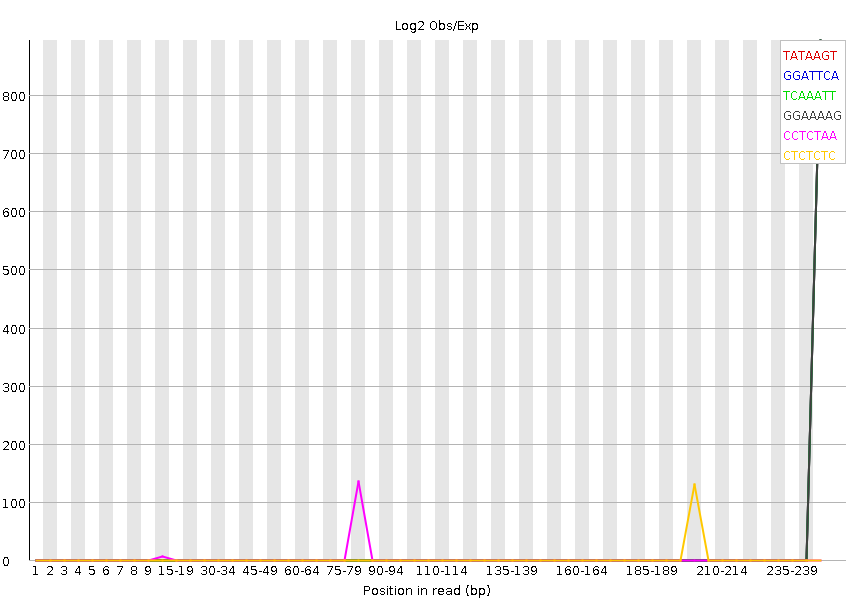 Log2 Obs/Exp
TATAAGT
GGATTCA
TCAAATT
GGAAAAG
CCTCTAA
CTCTCTC
800
700
600
500
400
300
200
100
0
1 2 3 4 5 6 7 8 9 15-19 30-34 45-49 60-64 75-79 90-94 110-114 135-139 160-164 185-189 210-214 235-239
Position in read (bp)